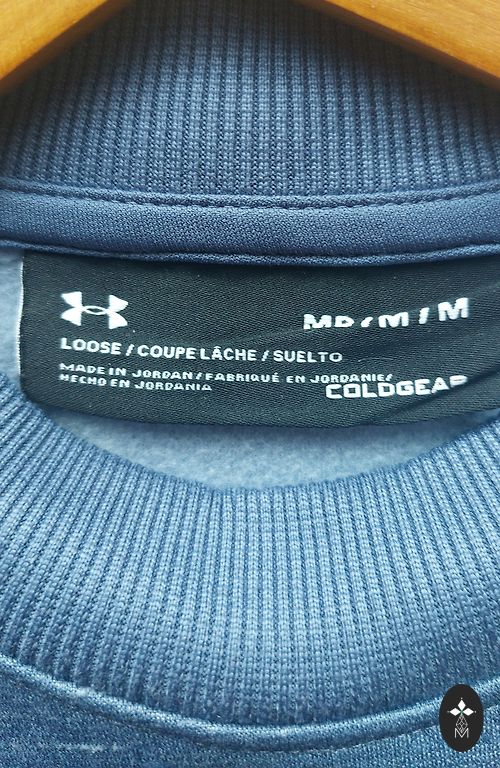 MD / M / M
LOOSE / COUPE LÂCHE / SUELTO
MADE IN JORDAN / FABRIQUÉ EN JORDANIE /
HECHO EN JORDANIA
COLDGEAR